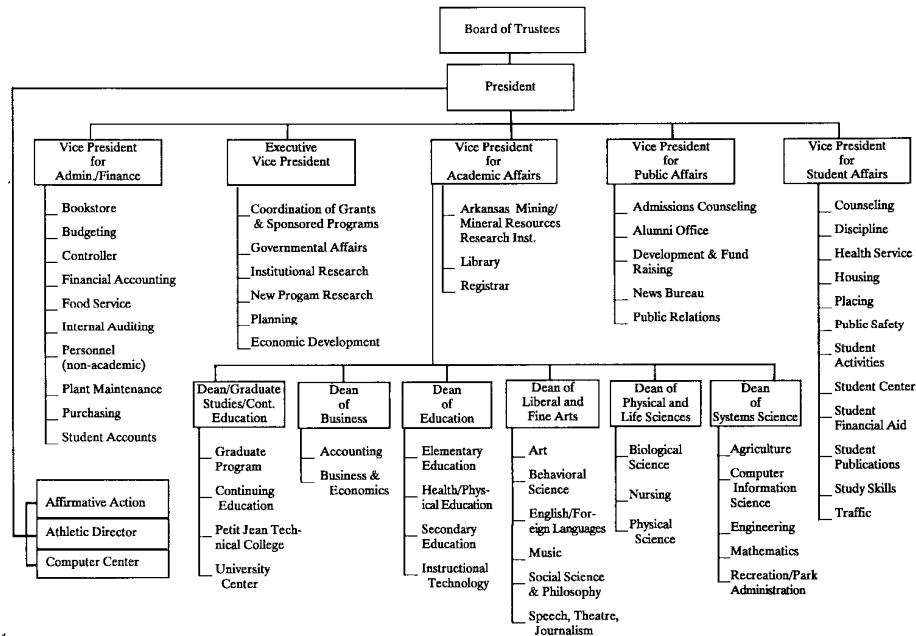 Board of Trustees
President
Vice President
for
Admin./Finance
Bookstore
Budgeting
Controller
Financial Accounting
Food Service
Internal Auditing
Personnel
(non-academic)
Plant Maintenance
Purchasing
Student Accounts
Executive
Vice President
Coordination of Grants
& Sponsored Programs
Governmental Affairs
Institutional Research
New Progam Research
Planning
Economic Development
Vice President
for
Academic Affairs
Arkansas Mining/
Mineral Resources
Research Inst.
Library
Registrar
Vice President
for
Public Affairs
Admissions Counseling
Alumni Office
Development & Fund
Raising
News Bureau
Public Relations
Vice President
for
Student Affairs
Counseling
Discipline
Health Service
Housing
Placing
Public Safety
Student
Activities
Student Center
Student
Financial Aid
Student
Publications
Study Skills
Traffic
Dean/Graduate
Studies/Cont.
Education
Graduate
Program
Continuing
Education
Petit Jean Tech-
nical College
University
Center
Dean
of
Business
Accounting
Business &
Economics
Dean
of
Education
Elementary
Education
Health/Phys-
ical Education
Secondary
Education
Instructional
Technology
Dean of
Liberal and
Fine Arts
Art
Behavioral
Science
English/For-
eign Languages
Music
Social Science
& Philosophy
Speech, Theatre,
Journalism
Dean of
Physical and
Life Sciences
Biological
Science
Nursing
Physical
Science
Dean
of
Systems Science
Agriculture
Computer
Information
Science
Engineering
Mathematics
Recreation/Park
Administration
Affirmative Action
Athletic Director
Computer Center